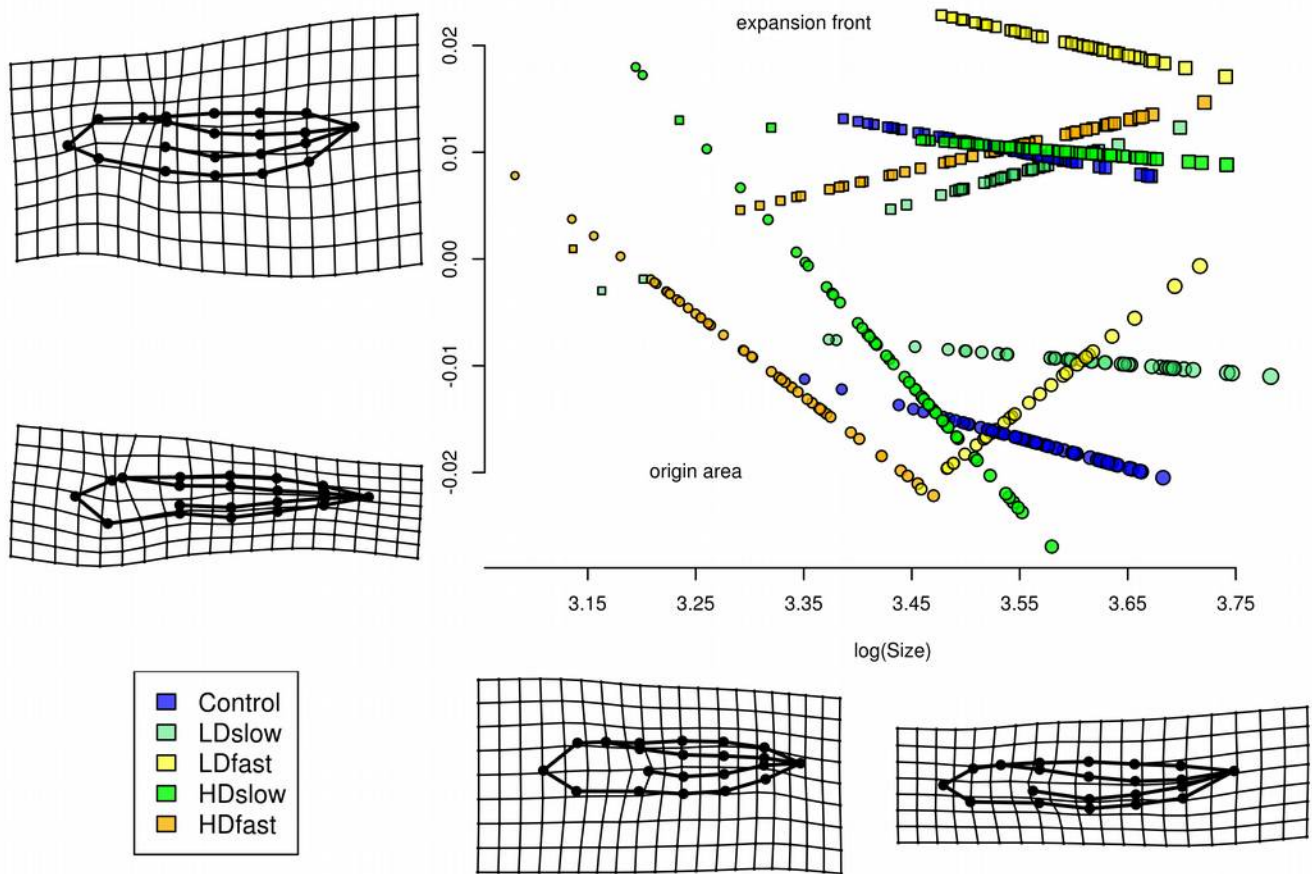 expansion front
0.02
0.01
0.00
-0.01
-0.02
origin area
3.15 3.25 3.35 3.45 3.55 3.65 3.75
log(Size)
Control
LDslow
LDfast
HDslow
HDfast